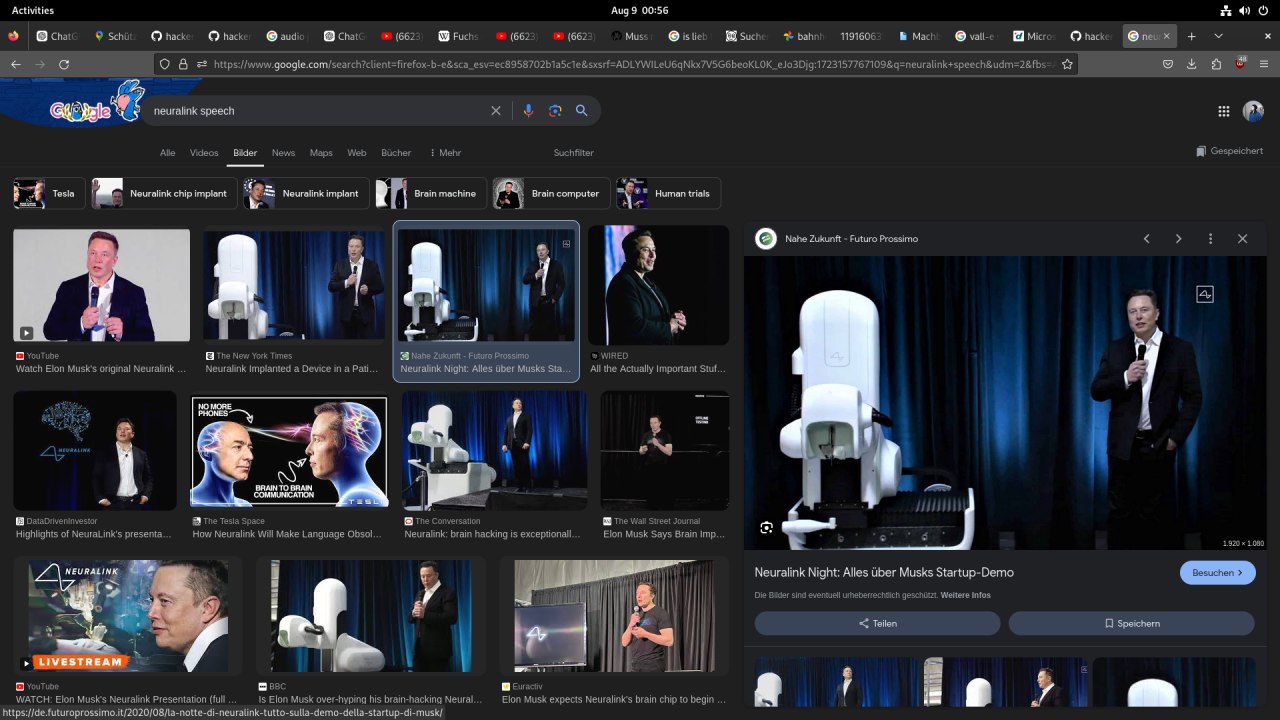 Activities
Aug 9 00:56
ChatG
Schütz
hacker
hacker
audio
ChatG
(6623)
Fuchs
(6623)
(6623)
Muss n
is lieb
Sucher
bahnho
11916063
Machb
vall-e
Micros
hacker
neu
https://www.google.com/search?client=firefox-b-e&sca_esv=ec8958702b1a5c1e&sxsrf=ADLYWILeU6qNkx7V5G6beoKL0K_eJo3Djg:1723157767109&q=neuralink+speech&udm=2&fbs=
48
Google
neuralink speech
Alle
Videos
Bilder
News
Maps
Web
Bücher
Mehr
Suchfilter
Gespeichert
Tesla
Neuralink chip implant
Neuralink implant
Brain machine
Brain computer
Human trials
YouTube
Watch Elon Musk's original Neuralink ...
The New York Times
Neuralink Implanted a Device in a Pati...
Nahe Zukunft - Futuro Prossimo
Neuralink Night: Alles über Musks Sta...
WIRED
All the Actually Important Stuf...
NEURALINK
DataDrivenInvestor
Highlights of NeuraLink's presenta...
NO MORE
PHONES
BRAIN TO BRAIN
COMMUNICATION
TESLA
The Tesla Space
How Neuralink Will Make Language Obsol...
The Conversation
Neuralink: brain hacking is exceptionall...
OFFLINE
TESTING
The Wall Street Journal
Elon Musk Says Brain Imp...
NEURALINK
LIVESTREAM
YouTube
WATCH: Elon Musk's Neuralink Presentation (full ...
BBC
Is Elon Musk over-hyping his brain-hacking Neural...
Euractiv
Elon Musk expects Neuralink's brain chip to begin ...
Nahe Zukunft - Futuro Prossimo
1.920 × 1.080
Neuralink Night: Alles über Musks Startup-Demo
Besuchen
Die Bilder sind eventuell urheberrechtlich geschützt. Weitere Infos
Teilen
Speichern
https://de.futuroprossimo.it/2020/08/la-notte-di-neuralink-tutto-sulla-demo-della-startup-di-musk/